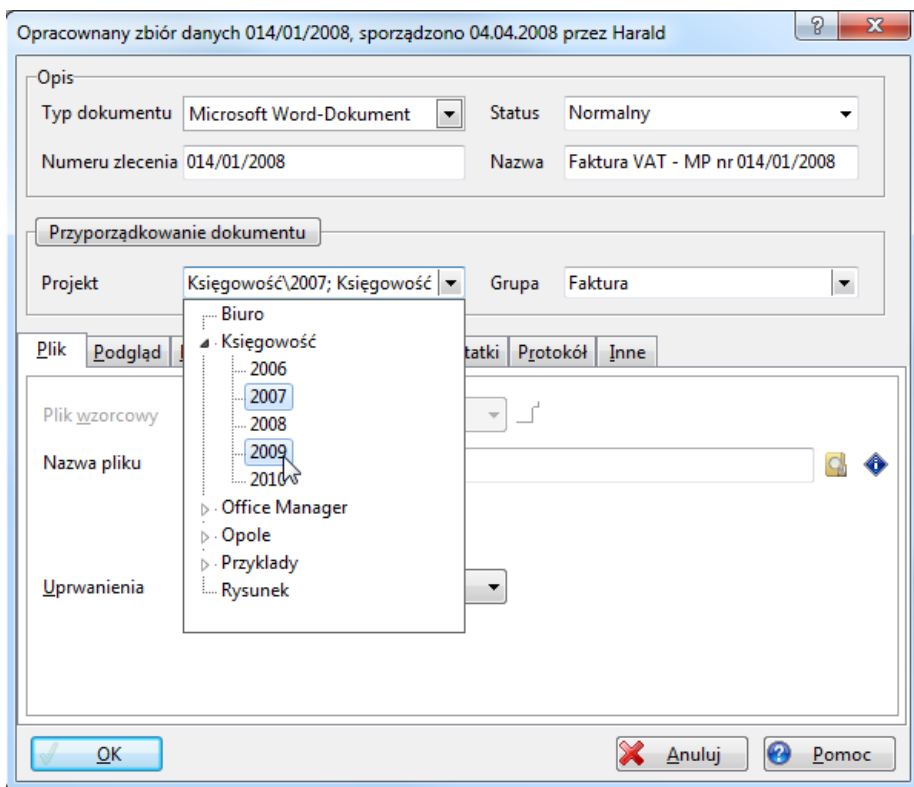 Opracownany zbiór danych 014/01/2008, sporządzono 04.04.2008 przez Harald
Opis
Typ dokumentu Microsoft Word-Dokument Status Normalny
Numeru zlecenia 014/01/2008 Nazwa Faktura VAT - MP nr 014/01/2008
Przyporządkowanie dokumentu
Projekt Księgowość\2007; Księgowość Grupa Faktura
Biuro
Księgowość
2006
2007
2008
2009
2010
Office Manager
Opole
Przyklady
Rysunek
Plik Podgląd tatki Protokół Inne
Plik wzorcowy
Nazwa pliku
Uprwanienia
OK Anuluj Pomoc